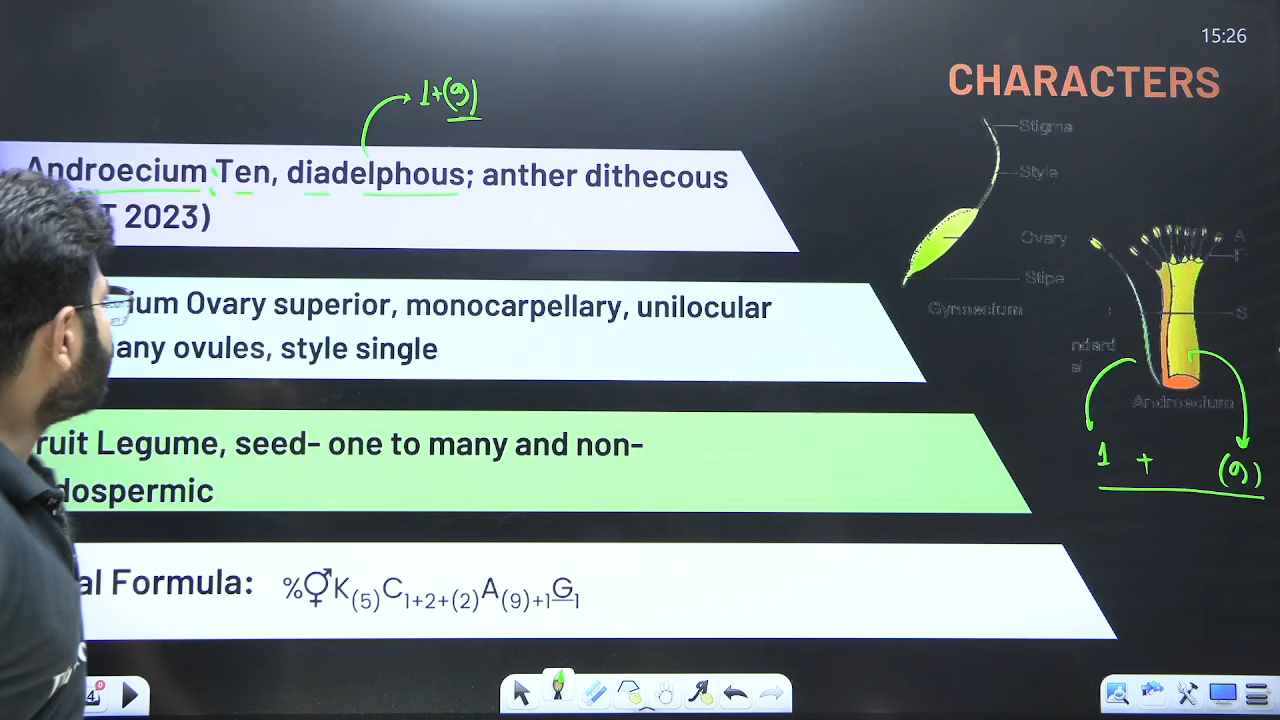 15:26
CHARACTERS
1+(9)
Stigma
Style
Androecium Ten, diadelphous; anther dithecous
T 2023)
Ovary
A
Stipe
ium Ovary superior, monocarpellary, unilocular
Gynoecium
S
any ovules, style single
ndard
al
Androecium
ruit Legume, seed- one to many and non-
1 + (9)
dospermic
al Formula: %⚥K(5)C1+2+(2)A(9)+1G1